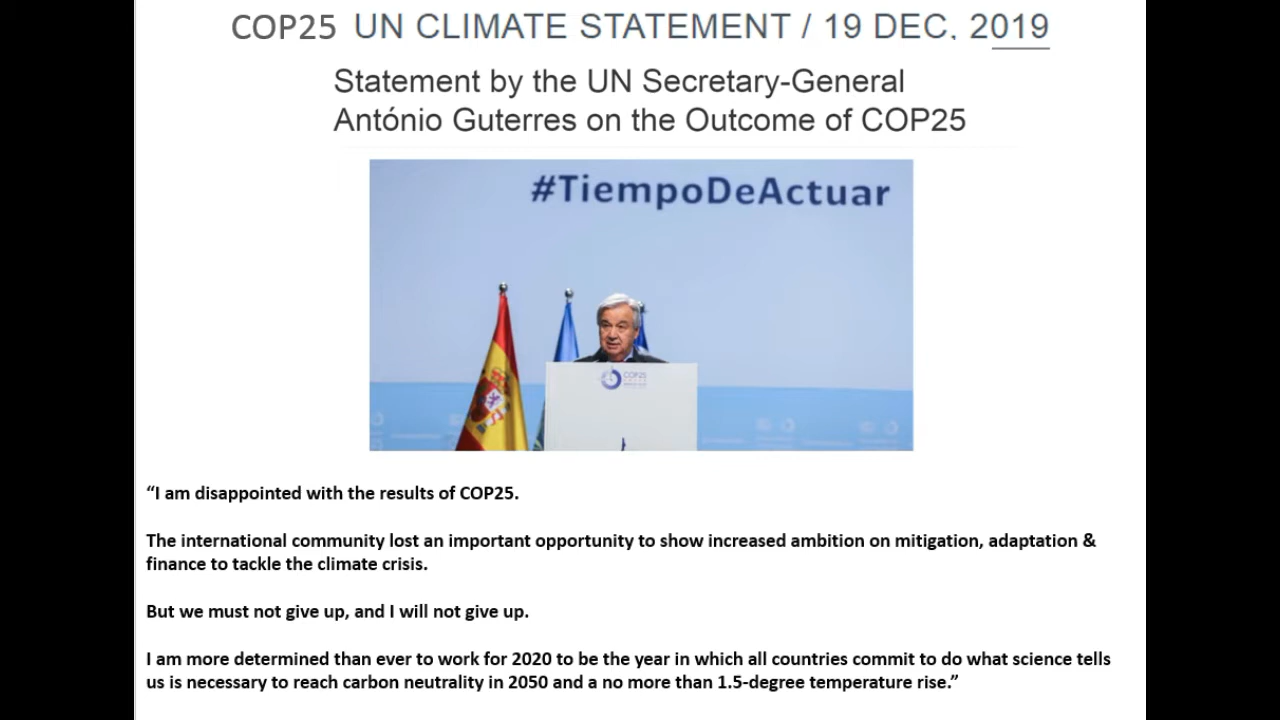 COP25 UN CLIMATE STATEMENT / 19 DEC, 2019
Statement by the UN Secretary-General
António Guterres on the Outcome of COP25
#TiempoDeActuar
COP25
“I am disappointed with the results of COP25.
The international community lost an important opportunity to show increased ambition on mitigation, adaptation &
finance to tackle the climate crisis.
But we must not give up, and I will not give up.
I am more determined than ever to work for 2020 to be the year in which all countries commit to do what science tells
us is necessary to reach carbon neutrality in 2050 and a no more than 1.5-degree temperature rise.”